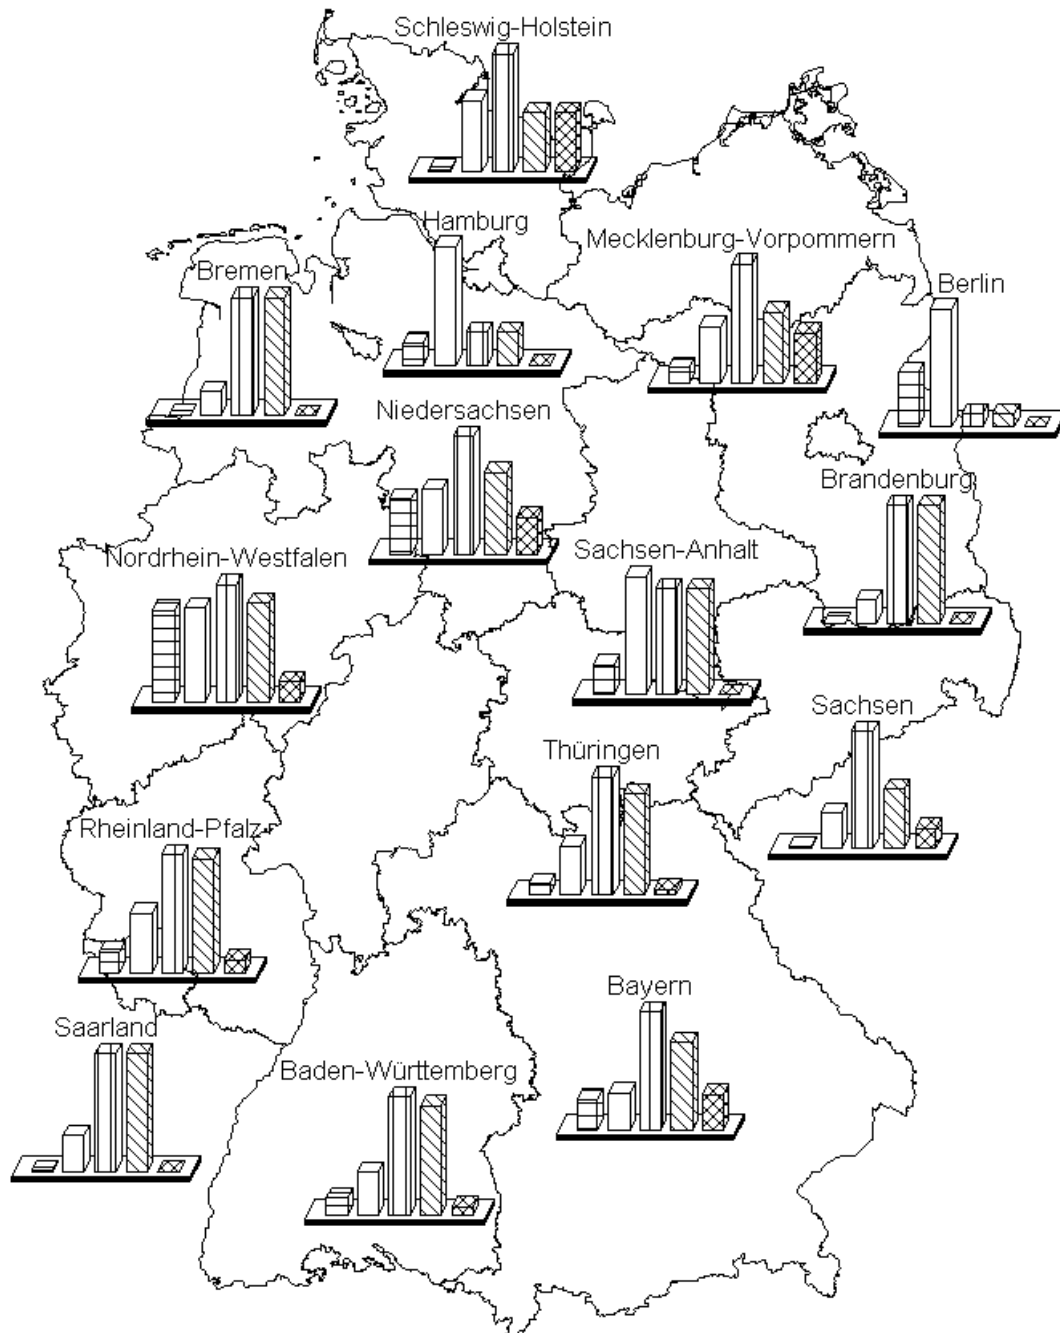 Schleswig-Holstein
Hamburg
Mecklenburg-Vorpommern
Bremen
Berlin
Niedersachsen
Brandenburg
Nordrhein-Westfalen
Sachsen-Anhalt
Sachsen
Thüringen
Rheinland-Pfalz
Bayern
Saarland
Baden-Württemberg